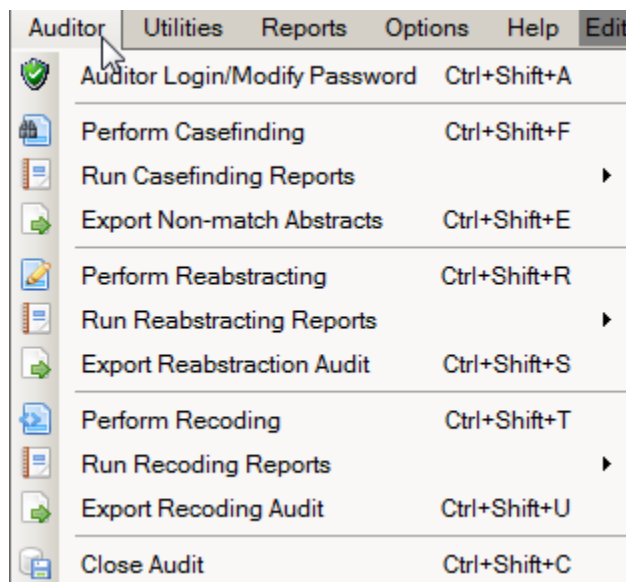 Auditor Utilities Reports Options Help Edit
Auditor Login/Modify Password Ctrl+Shift+A
Perform Casefinding Ctrl+Shift+F
Run Casefinding Reports
Export Non-match Abstracts Ctrl+Shift+E
Perform Reabstracting Ctrl+Shift+R
Run Reabstracting Reports
Export Reabstraction Audit Ctrl+Shift+S
Perform Recoding Ctrl+Shift+T
Run Recoding Reports
Export Recoding Audit Ctrl+Shift+U
Close Audit Ctrl+Shift+C